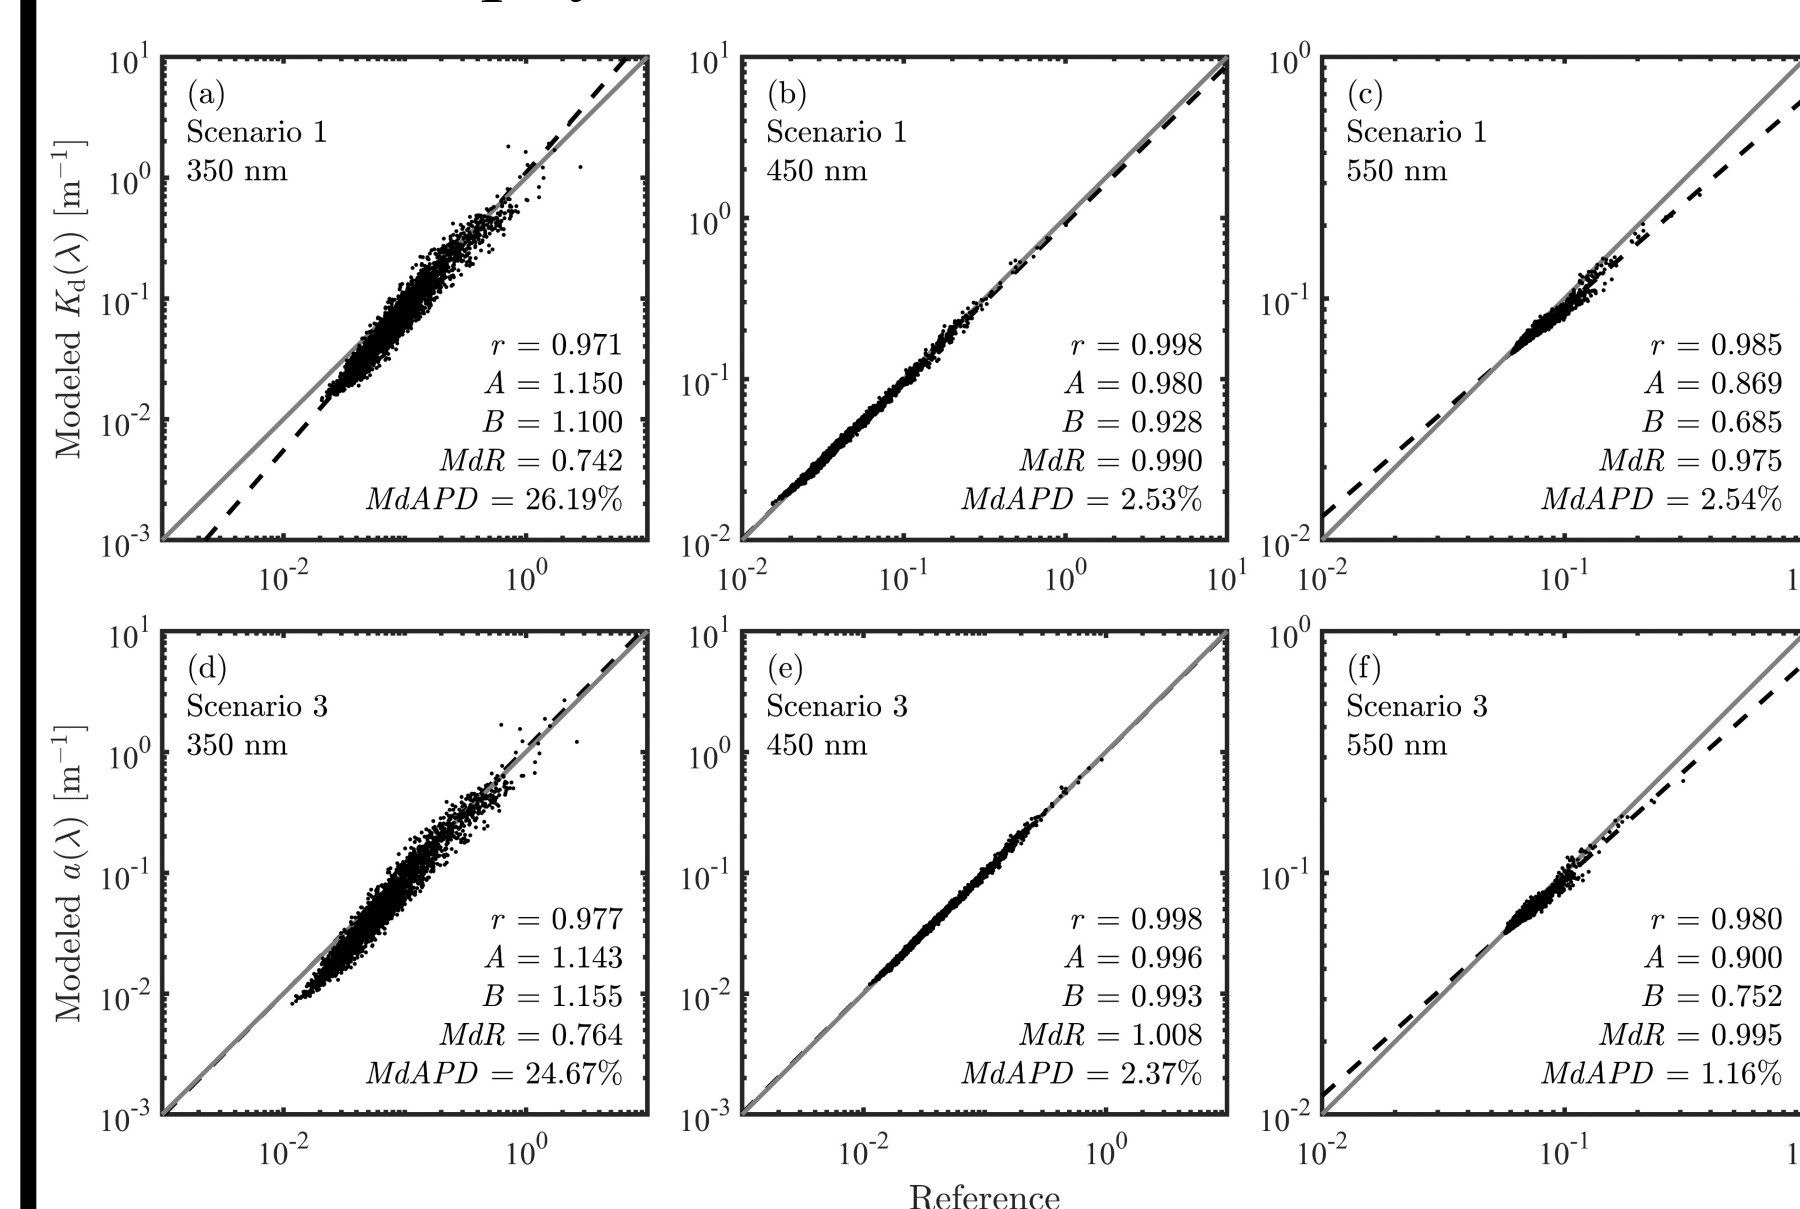 (a)
Scenario 1
350 nm
r = 0.971
A = 1.150
B = 1.100
MdR = 0.742
MdAPD = 26.19%
10^1
10^0
10^-1
10^-2
10^-3
10^-2
10^0
Modeled K_d(λ) [m^−1]
(b)
Scenario 1
450 nm
r = 0.998
A = 0.980
B = 0.928
MdR = 0.990
MdAPD = 2.53%
10^1
10^0
10^-1
10^-2
10^-2
10^-1
10^0
10^1
(c)
Scenario 1
550 nm
r = 0.985
A = 0.869
B = 0.685
MdR = 0.975
MdAPD = 2.54%
10^0
10^-1
10^-2
10^-2
10^-1
(d)
Scenario 3
350 nm
r = 0.977
A = 1.143
B = 1.155
MdR = 0.764
MdAPD = 24.67%
10^1
10^0
10^-1
10^-2
10^-3
10^-2
10^0
Modeled a(λ) [m^−1]
(e)
Scenario 3
450 nm
r = 0.998
A = 0.996
B = 0.993
MdR = 1.008
MdAPD = 2.37%
10^1
10^0
10^-1
10^-2
10^-3
10^-2
10^0
(f)
Scenario 3
550 nm
r = 0.980
A = 0.900
B = 0.752
MdR = 0.995
MdAPD = 1.16%
10^0
10^-1
10^-2
10^-2
10^-1
Reference